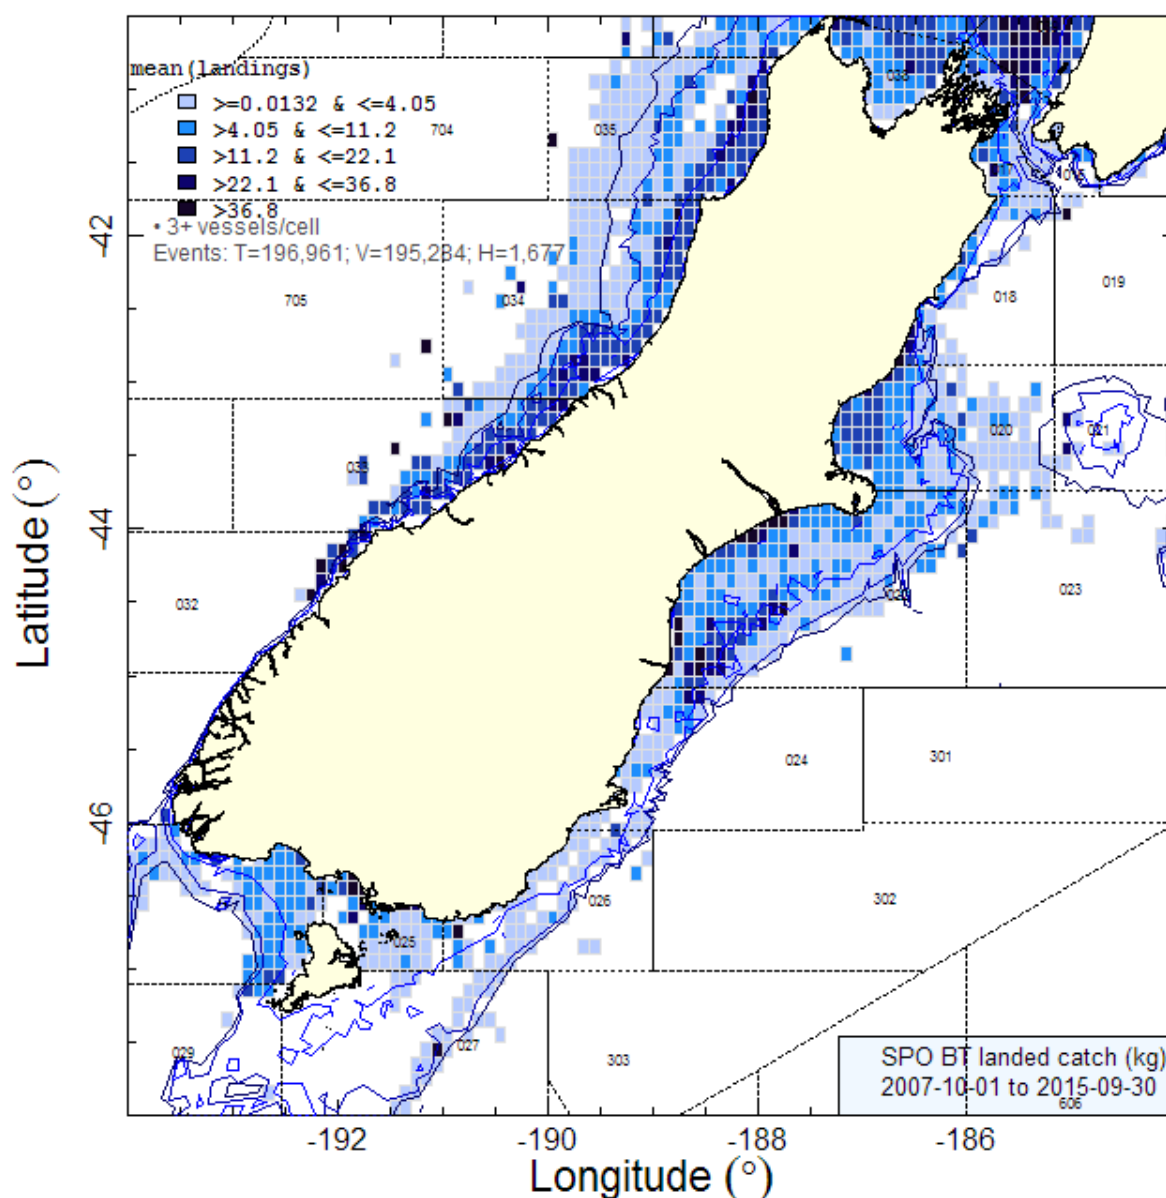 mean(landings)
>=0.0132 & <=4.05
>4.05 & <=11.2
>11.2 & <=22.1
>22.1 & <=36.8
>36.8
• 3+ vessels/cell
Events: T=196,961; V=195,284; H=1,677
704
035
038
017
705
034
018
019
020
021
032
023
024
301
026
302
025
029
027
303
SPO BT landed catch (kg)
2007-10-01 to 2015-09-30
606
-42
-44
-46
Latitude (°)
-192
-190
-188
-186
Longitude (°)